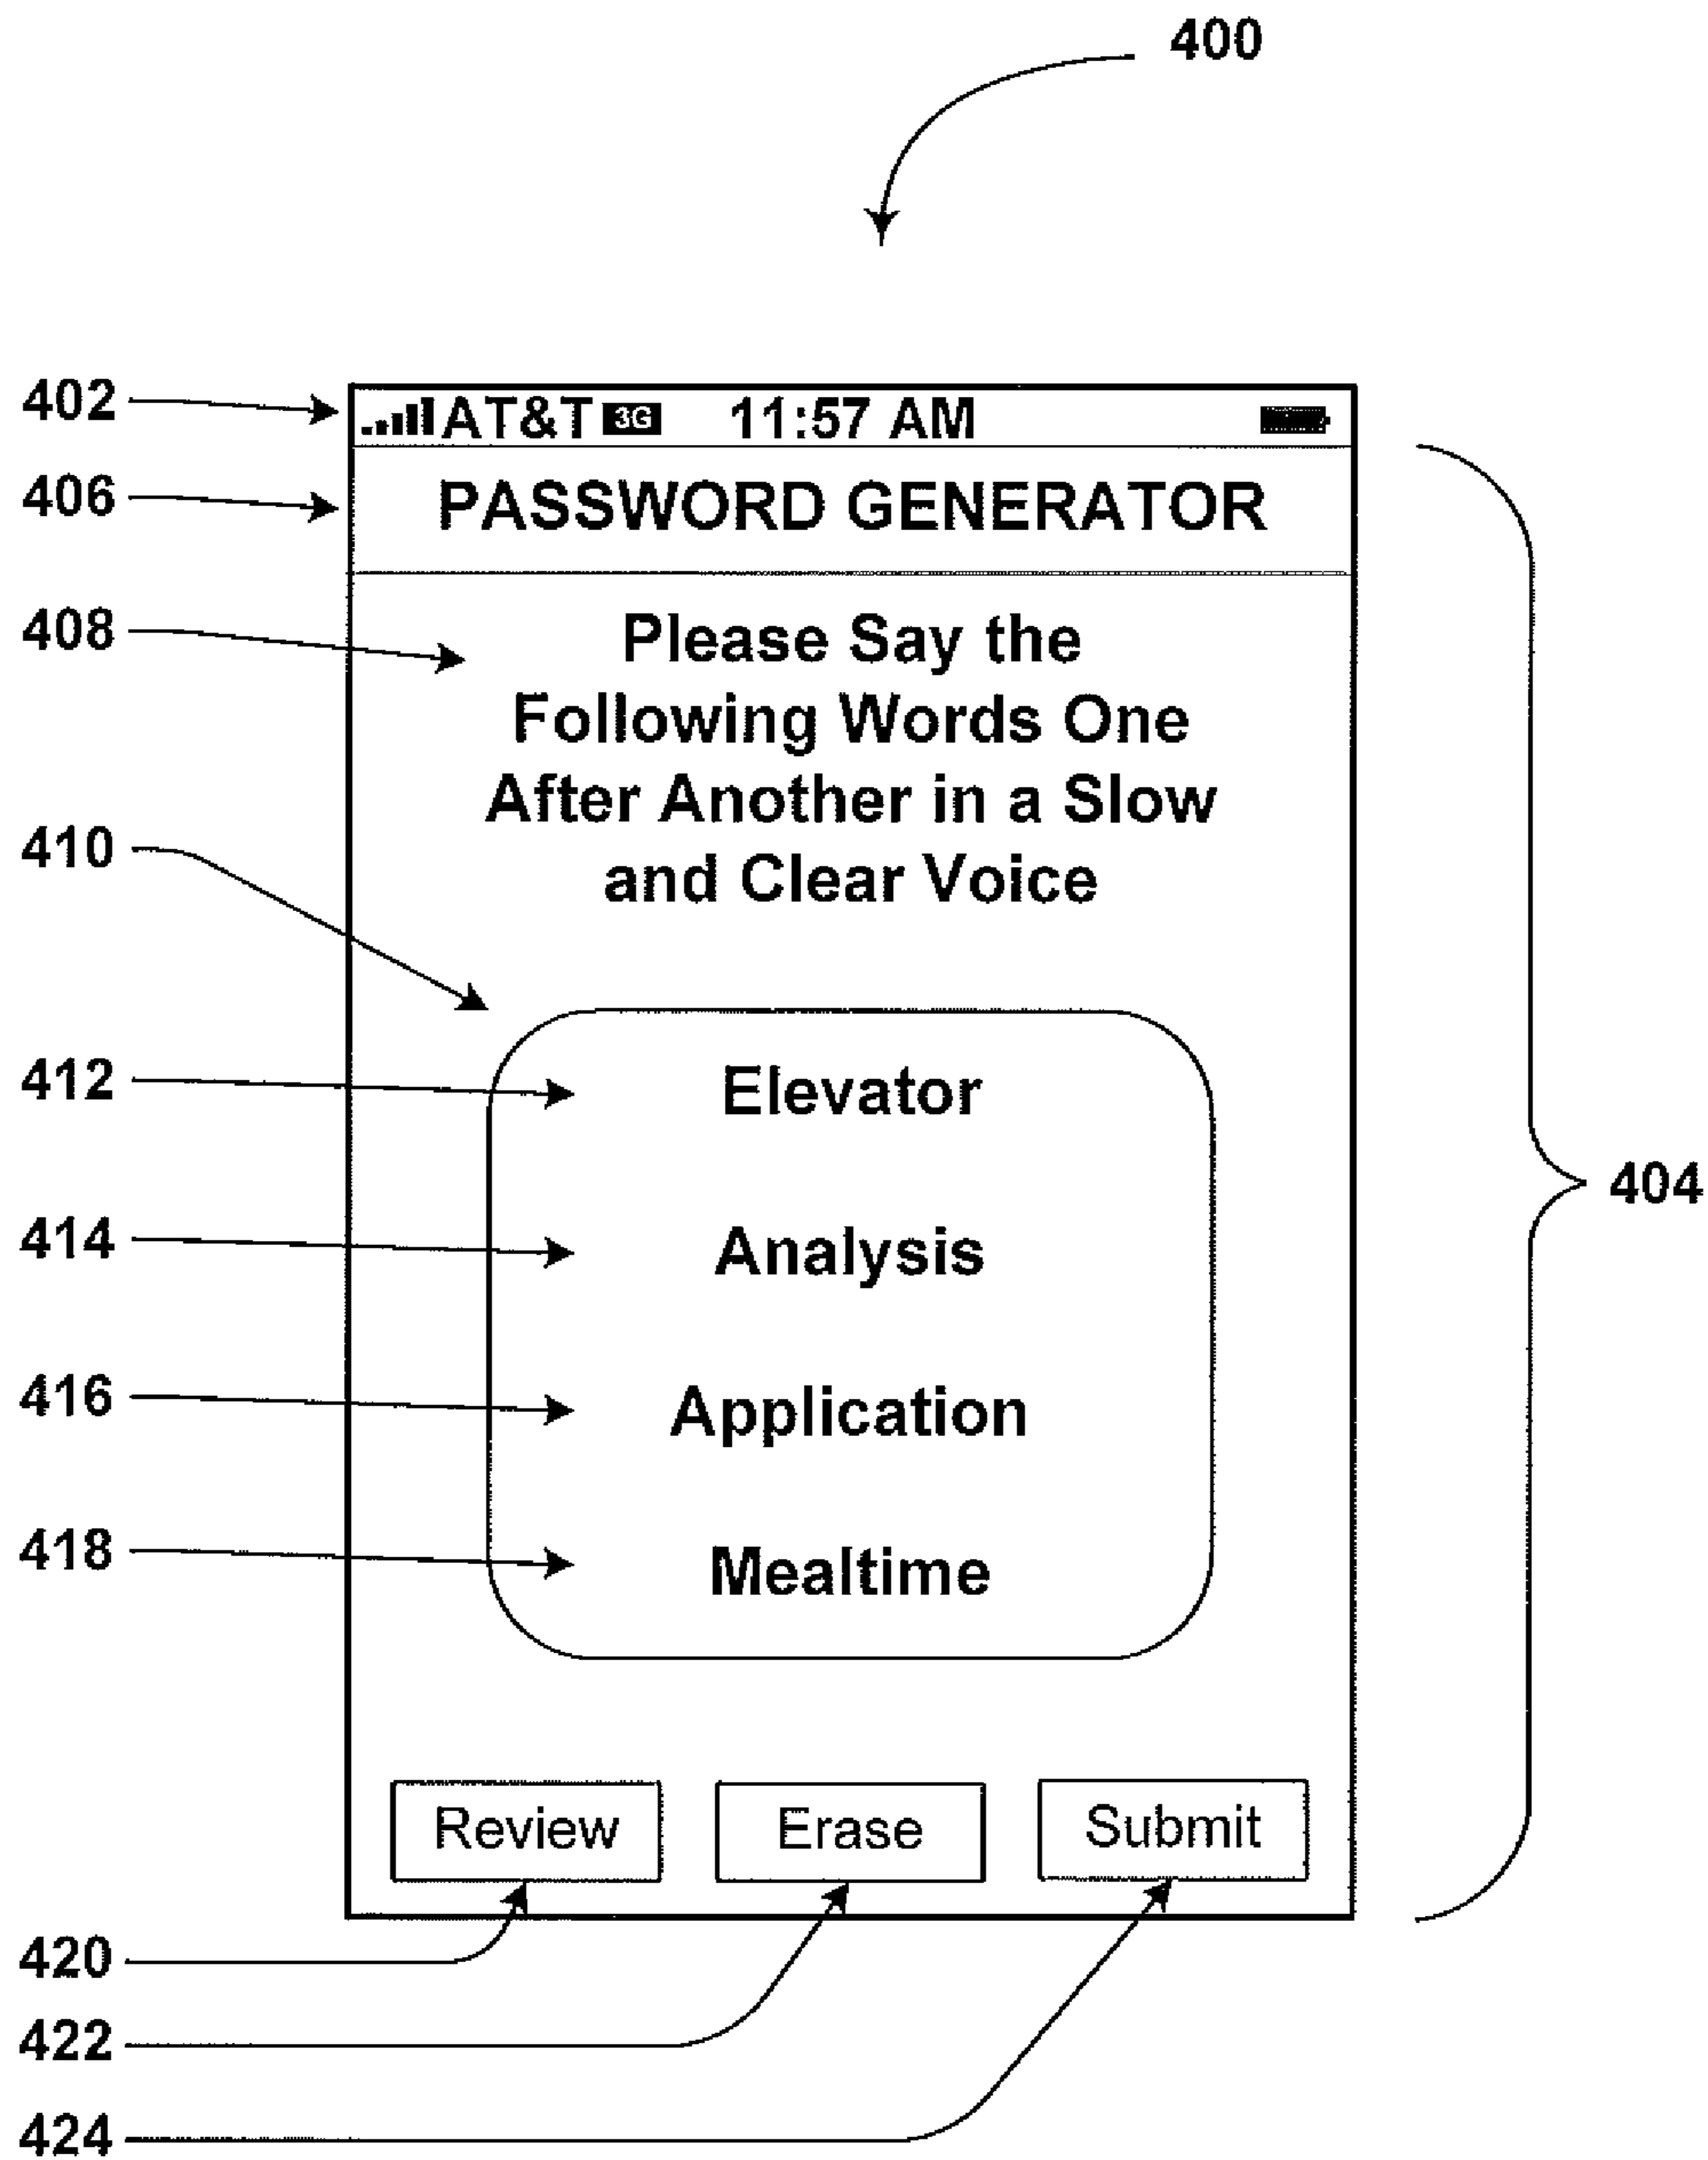 400
402
AT&T 3G 11:57 AM
406
PASSWORD GENERATOR
408
Please Say the
Following Words One
After Another in a Slow
and Clear Voice
410
412
Elevator
404
414
Analysis
416
Application
418
Mealtime
Review Erase Submit
420
422
424